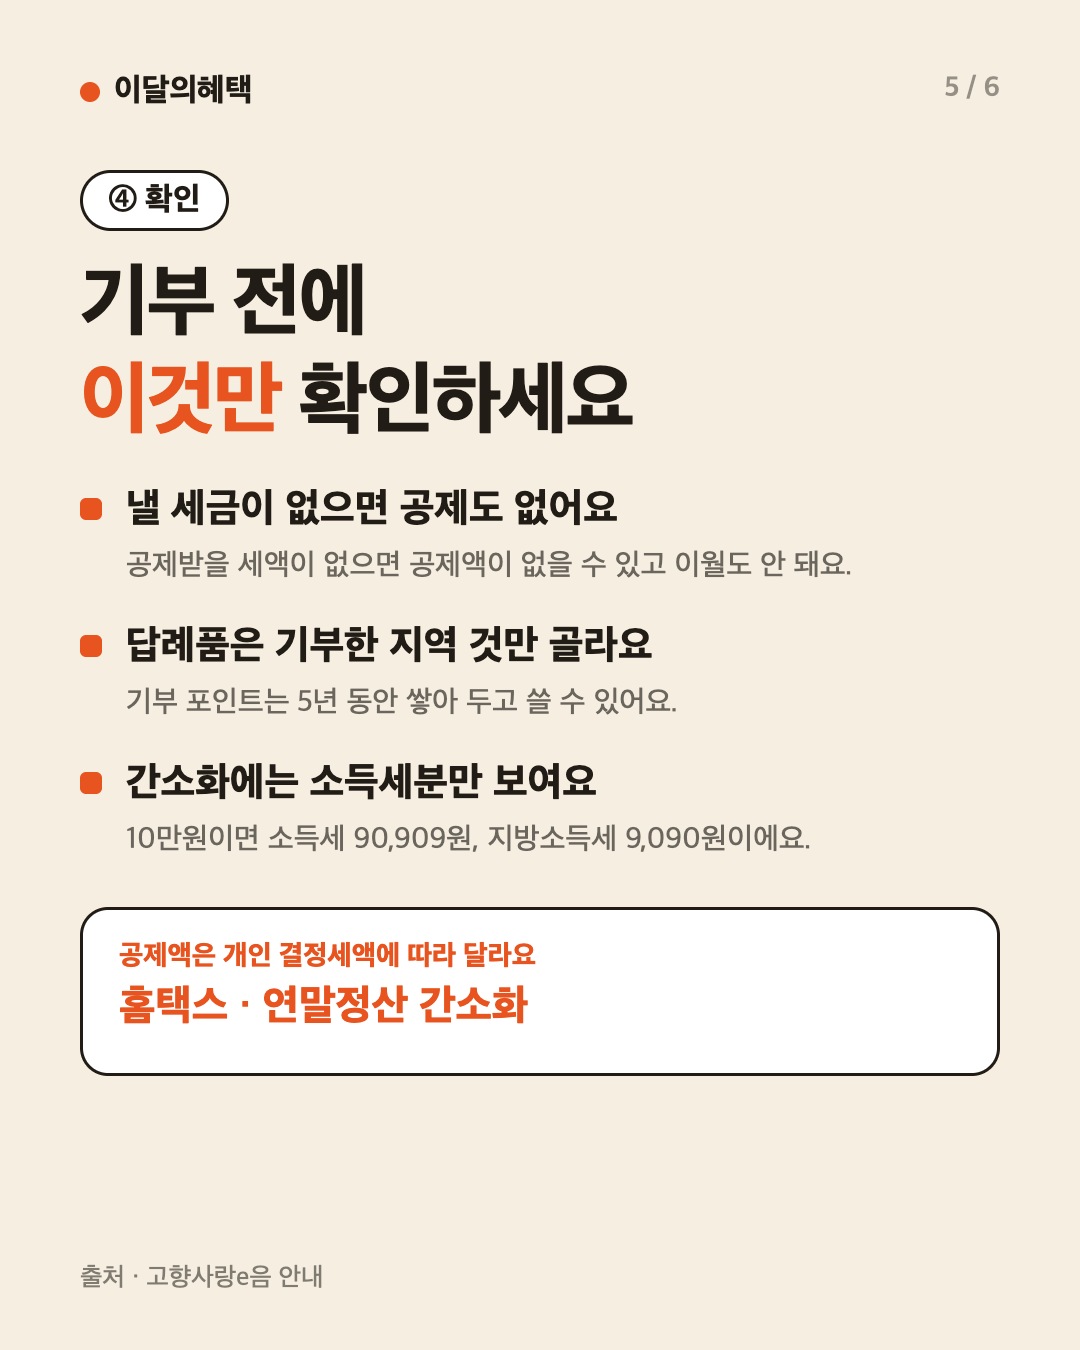 이달의혜택
5 / 6
④ 확인
기부 전에
이것만 확인하세요
낼 세금이 없으면 공제도 없어요
공제받을 세액이 없으면 공제액이 없을 수 있고 이월도 안 돼요.
답례품은 기부한 지역 것만 골라요
기부 포인트는 5년 동안 쌓아 두고 쓸 수 있어요.
간소화에는 소득세분만 보여요
10만원이면 소득세 90,909원, 지방소득세 9,090원이에요.
공제액은 개인 결정세액에 따라 달라요
홈택스 · 연말정산 간소화
출처 · 고향사랑e음 안내